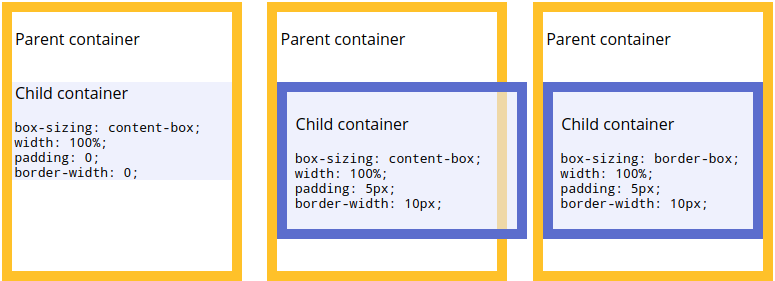 Parent container
Child container
box-sizing: content-box;
width: 100%;
padding: 0;
border-width: 0;
Parent container
Child container
box-sizing: content-box;
width: 100%;
padding: 5px;
border-width: 10px;
Parent container
Child container
box-sizing: border-box;
width: 100%;
padding: 5px;
border-width: 10px;